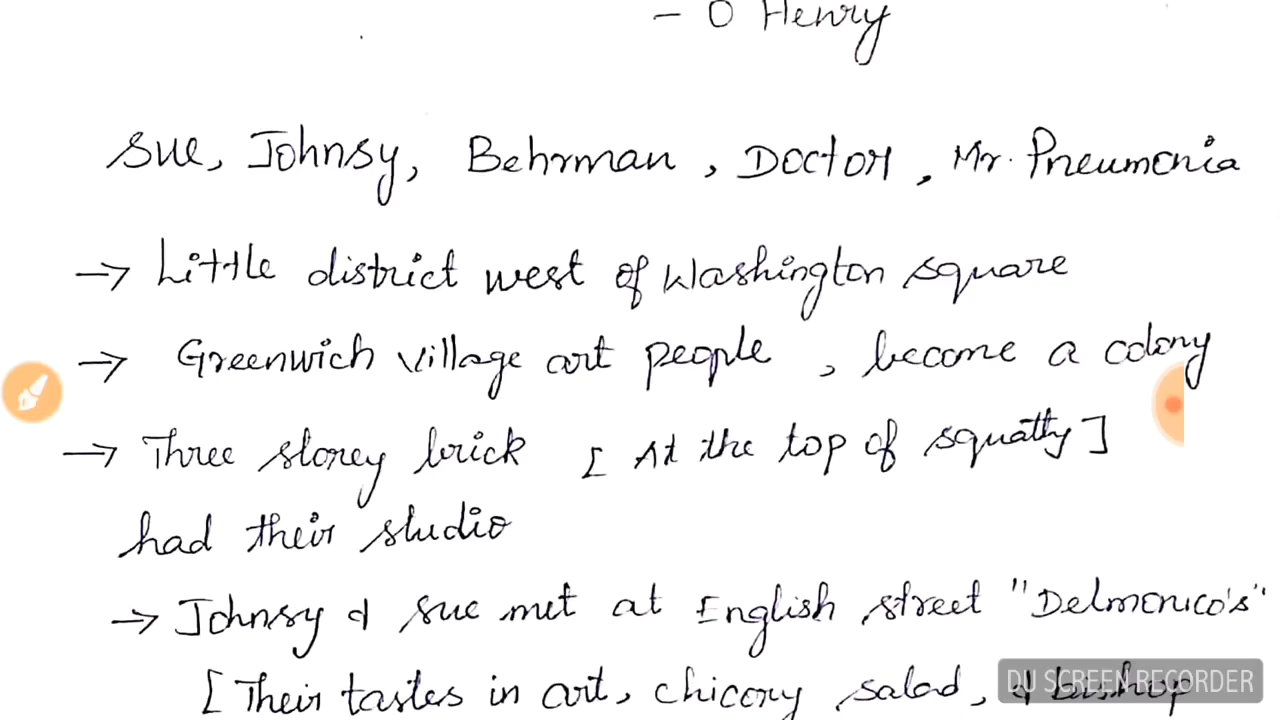 - O Henry
Sue, Johnsy, Behrman, Doctor, Mr. Pneumonia
→ Little district west of Washington square
→ Greenwich Village art people, become a colony
→ Three storey brick [ At the top of squatty ]
had their studio
→ Johnsy & sue met at English street "Delmonico's"
[ Their tastes in art, chicory salad, & bishop
DU SCREEN RECORDER